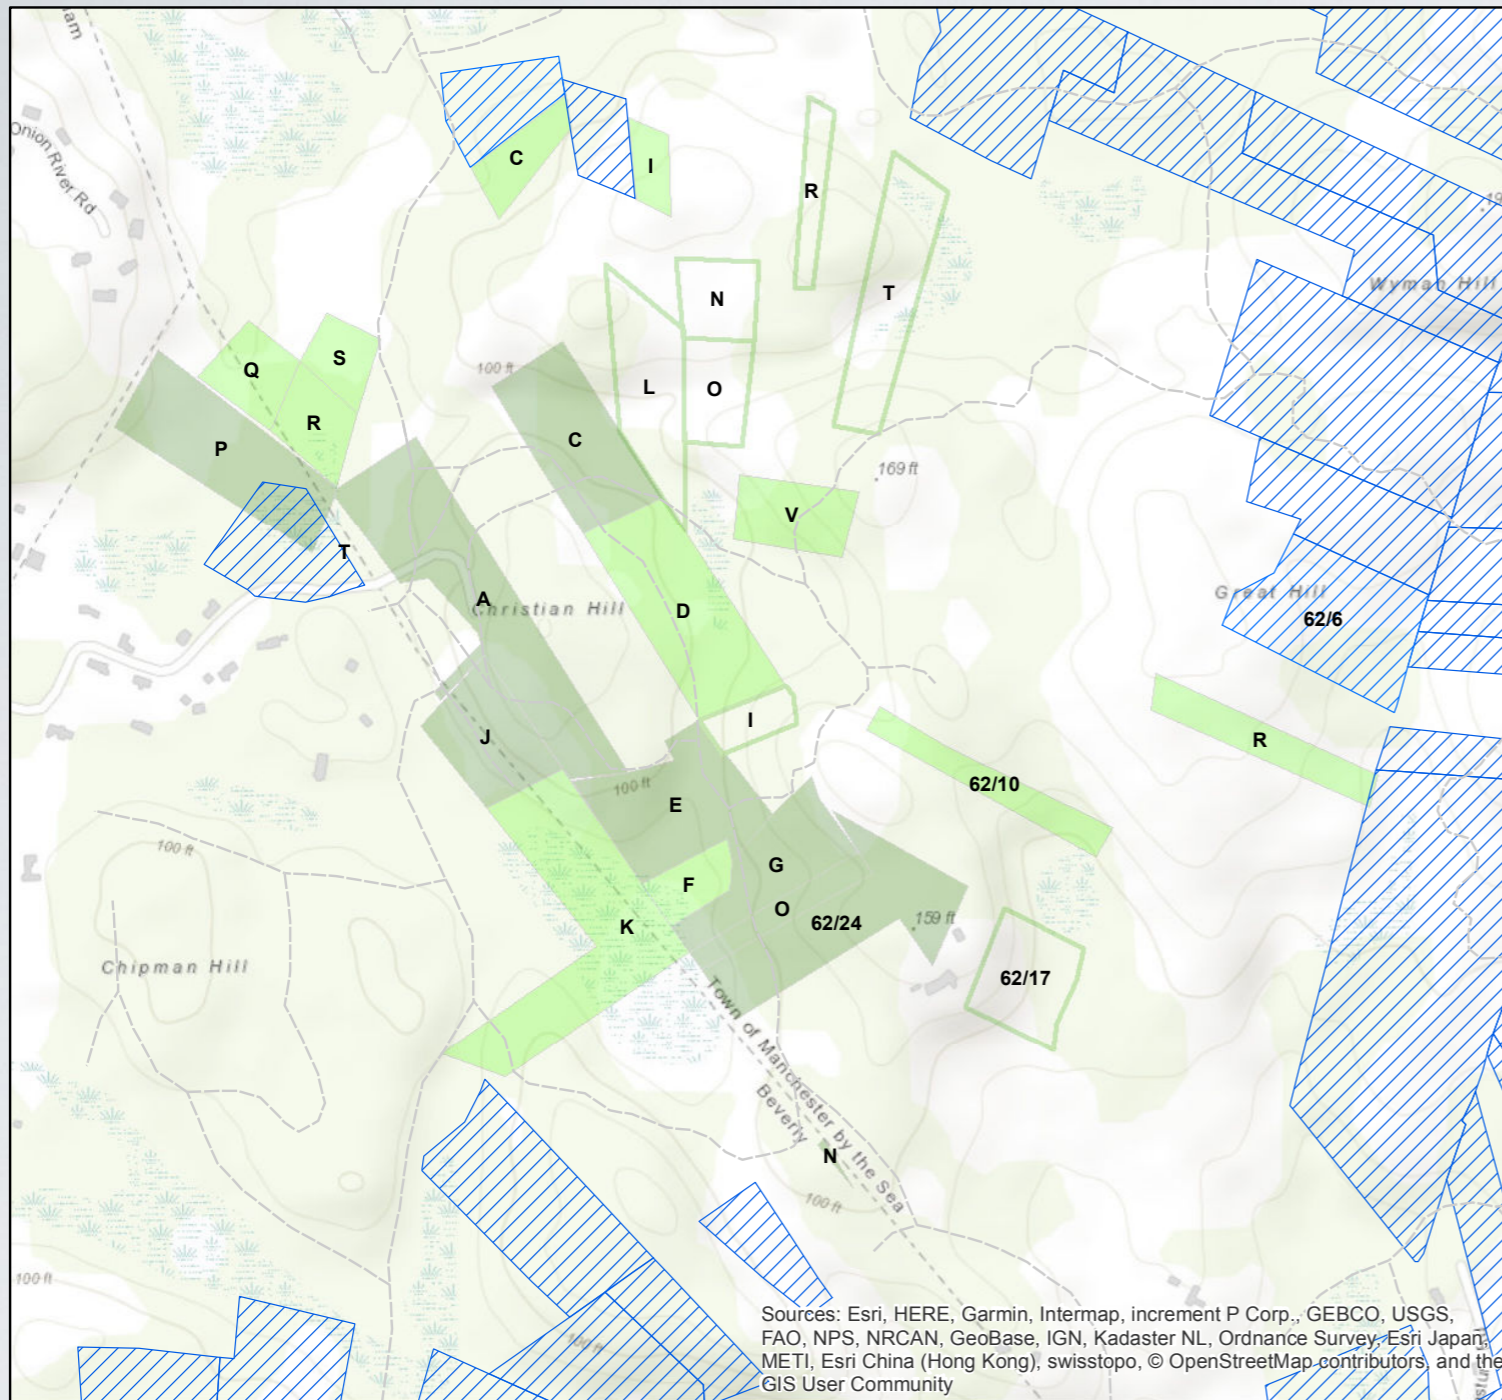 am
Onion River Rd
C
I
R
T
N
Q
S
L
O
100 ft
R
P
C
V
169 ft
T
A
Christian Hill
D
Wyman Hill
Great Hill
62/6
I
R
J
62/10
100 ft
E
G
F
O
62/24
159 ft
K
100 ft
Chipman Hill
62/17
Town of Manchester by the Sea
Beverly
N
100 ft
100 ft
100 ft
Sources: Esri, HERE, Garmin, Intermap, increment P Corp., GEBCO, USGS,
FAO, NPS, NRCAN, GeoBase, IGN, Kadaster NL, Ordnance Survey, Esri Japan,
METI, Esri China (Hong Kong), swisstopo, © OpenStreetMap contributors, and the
GIS User Community